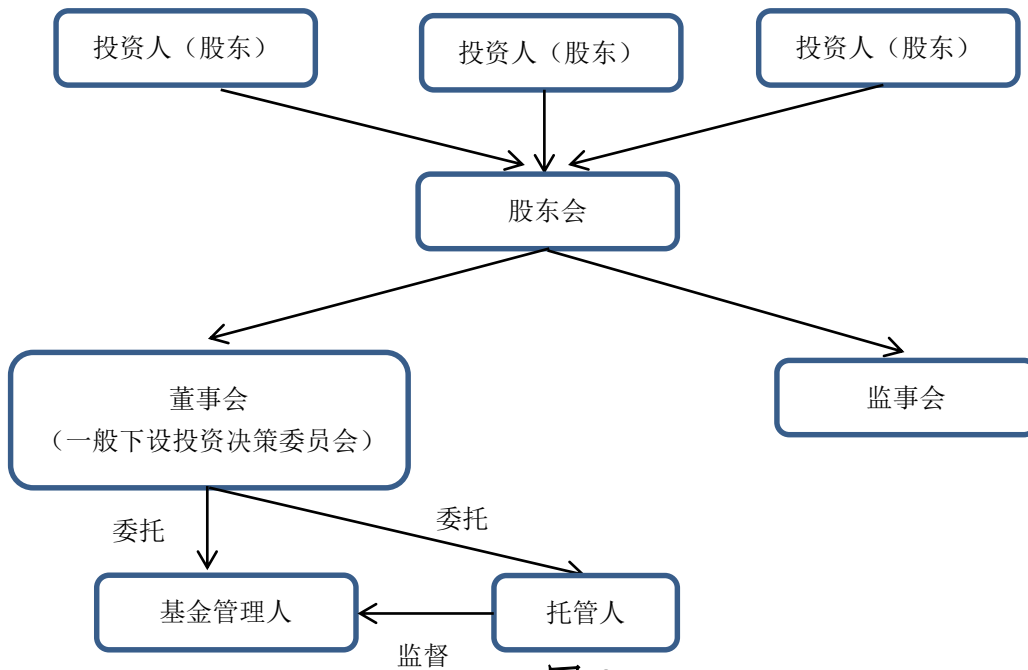 投资人（股东）
投资人（股东）
投资人（股东）
股东会
董事会
（一般下设投资决策委员会）
监事会
委托
委托
基金管理人
托管人
监督